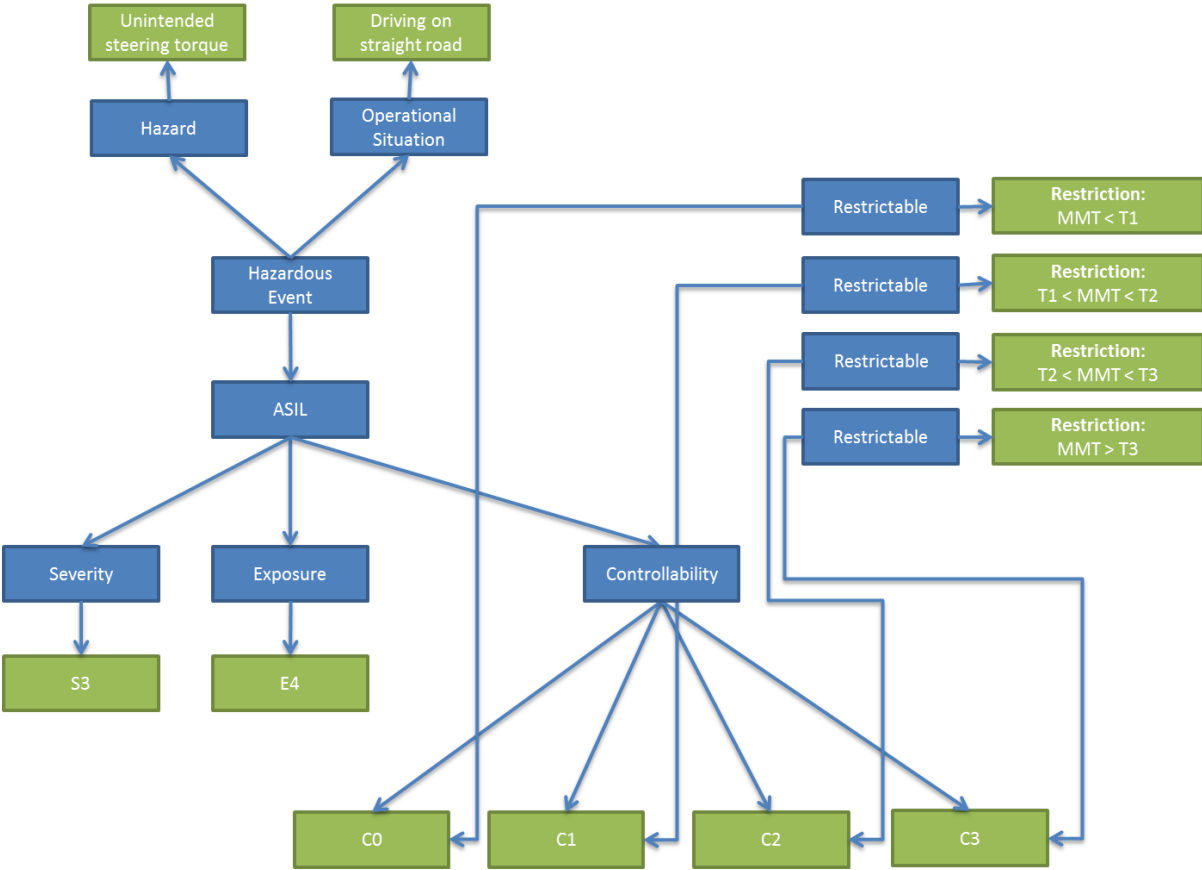 Unintended
steering torque
Driving on
straight road
Hazard
Operational
Situation
Restrictable
Restriction:
MMT < T1
Hazardous
Event
Restrictable
Restriction:
T1 < MMT < T2
Restrictable
Restriction:
T2 < MMT < T3
ASIL
Restrictable
Restriction:
MMT > T3
Severity
Exposure
Controllability
S3
E4
C0
C1
C2
C3